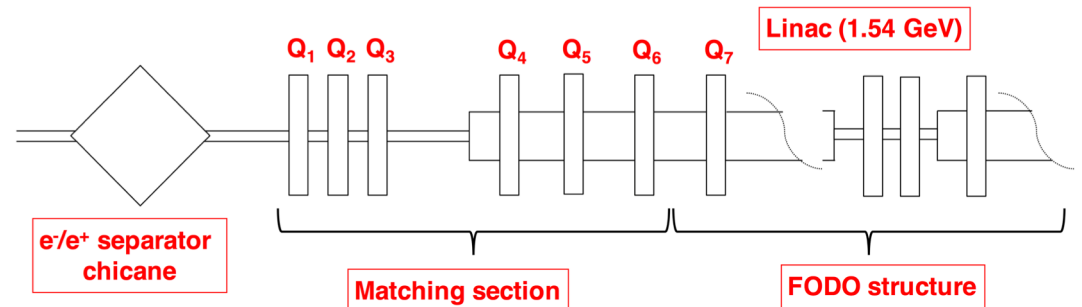 Linac (1.54 GeV)
Q₁ Q₂ Q₃ Q₄ Q₅ Q₆ Q₇
e⁻/e⁺ separator
chicane
Matching section
FODO structure